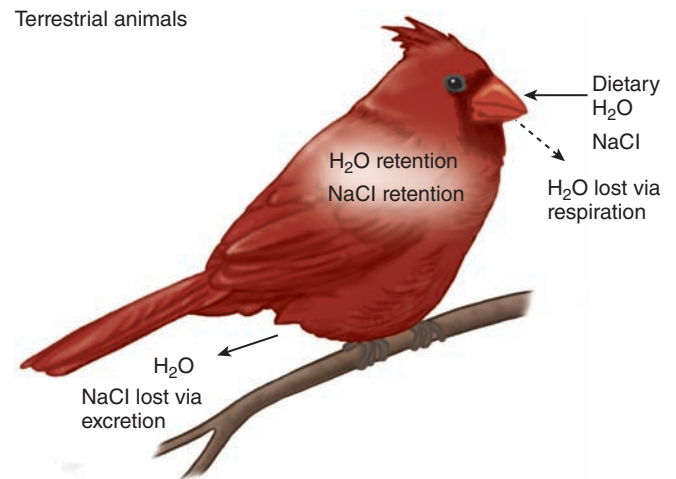 Terrestrial animals
Dietary
H₂O
NaCl
H₂O retention
NaCl retention
H₂O lost via
respiration
H₂O
NaCl lost via
excretion